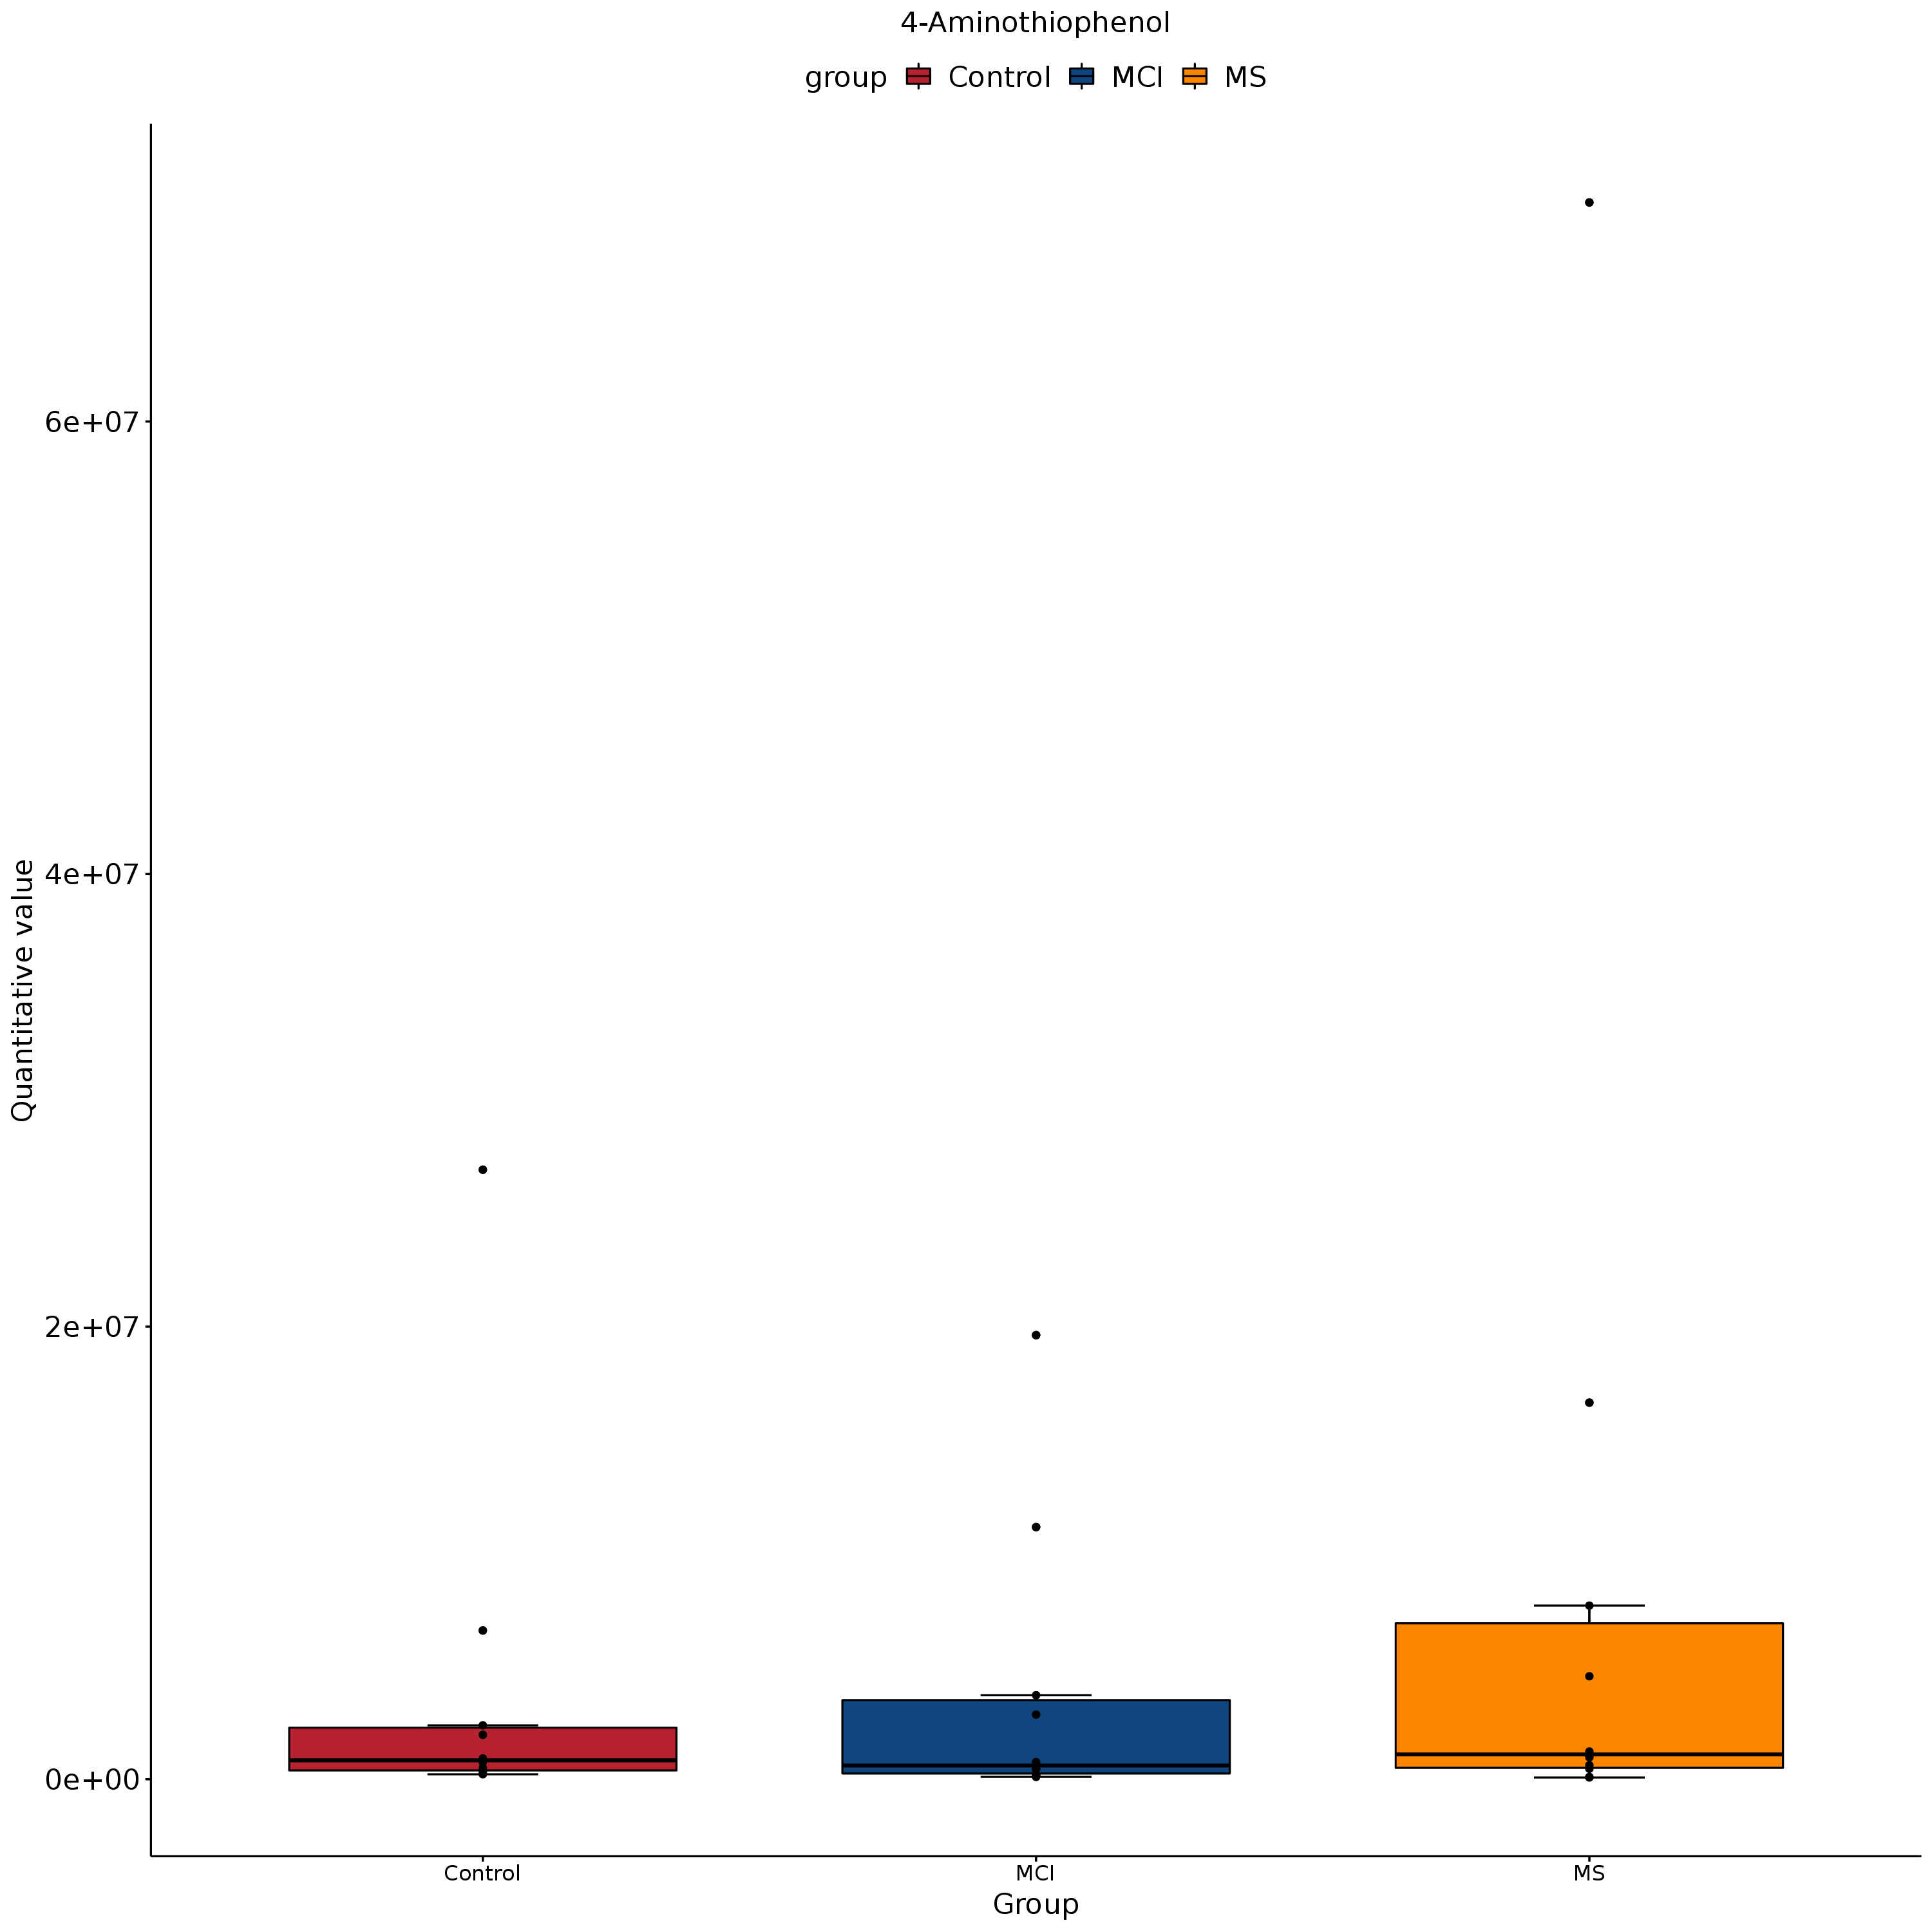 4-Aminothiophenol
group Control MCI MS
Quantitative value
6e+07
4e+07
2e+07
0e+00
Control MCI MS
Group